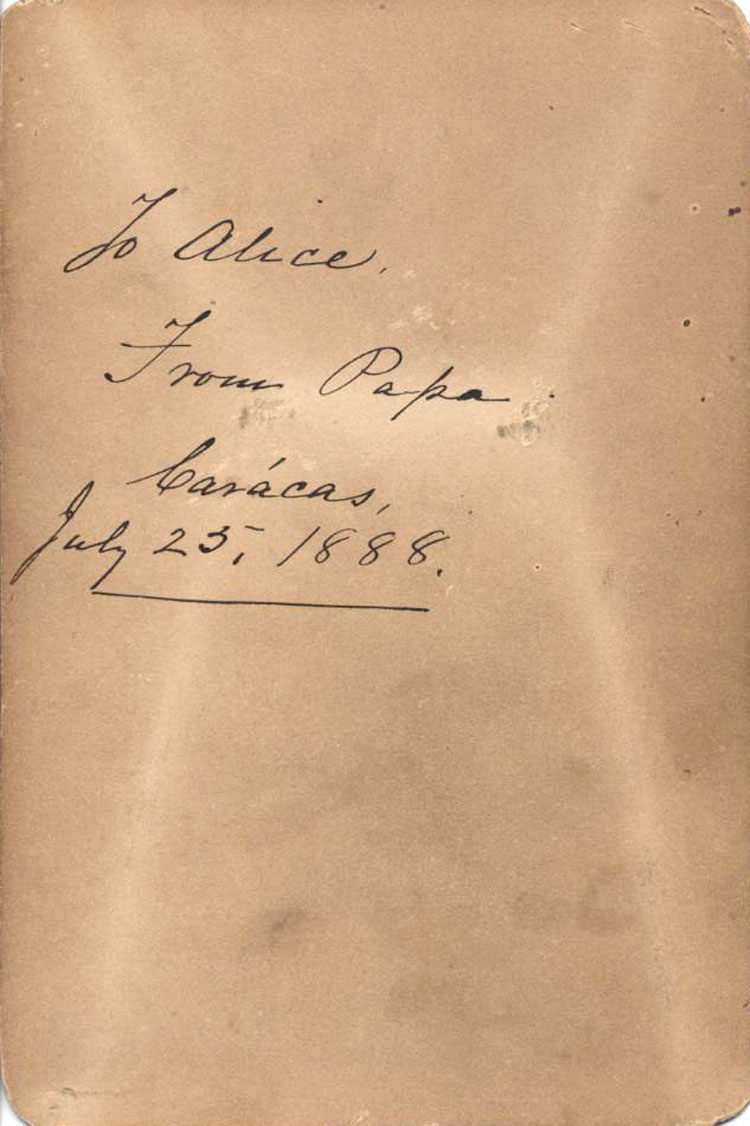 To Alice.
From Papa.
Carácas,
July 25, 1888.